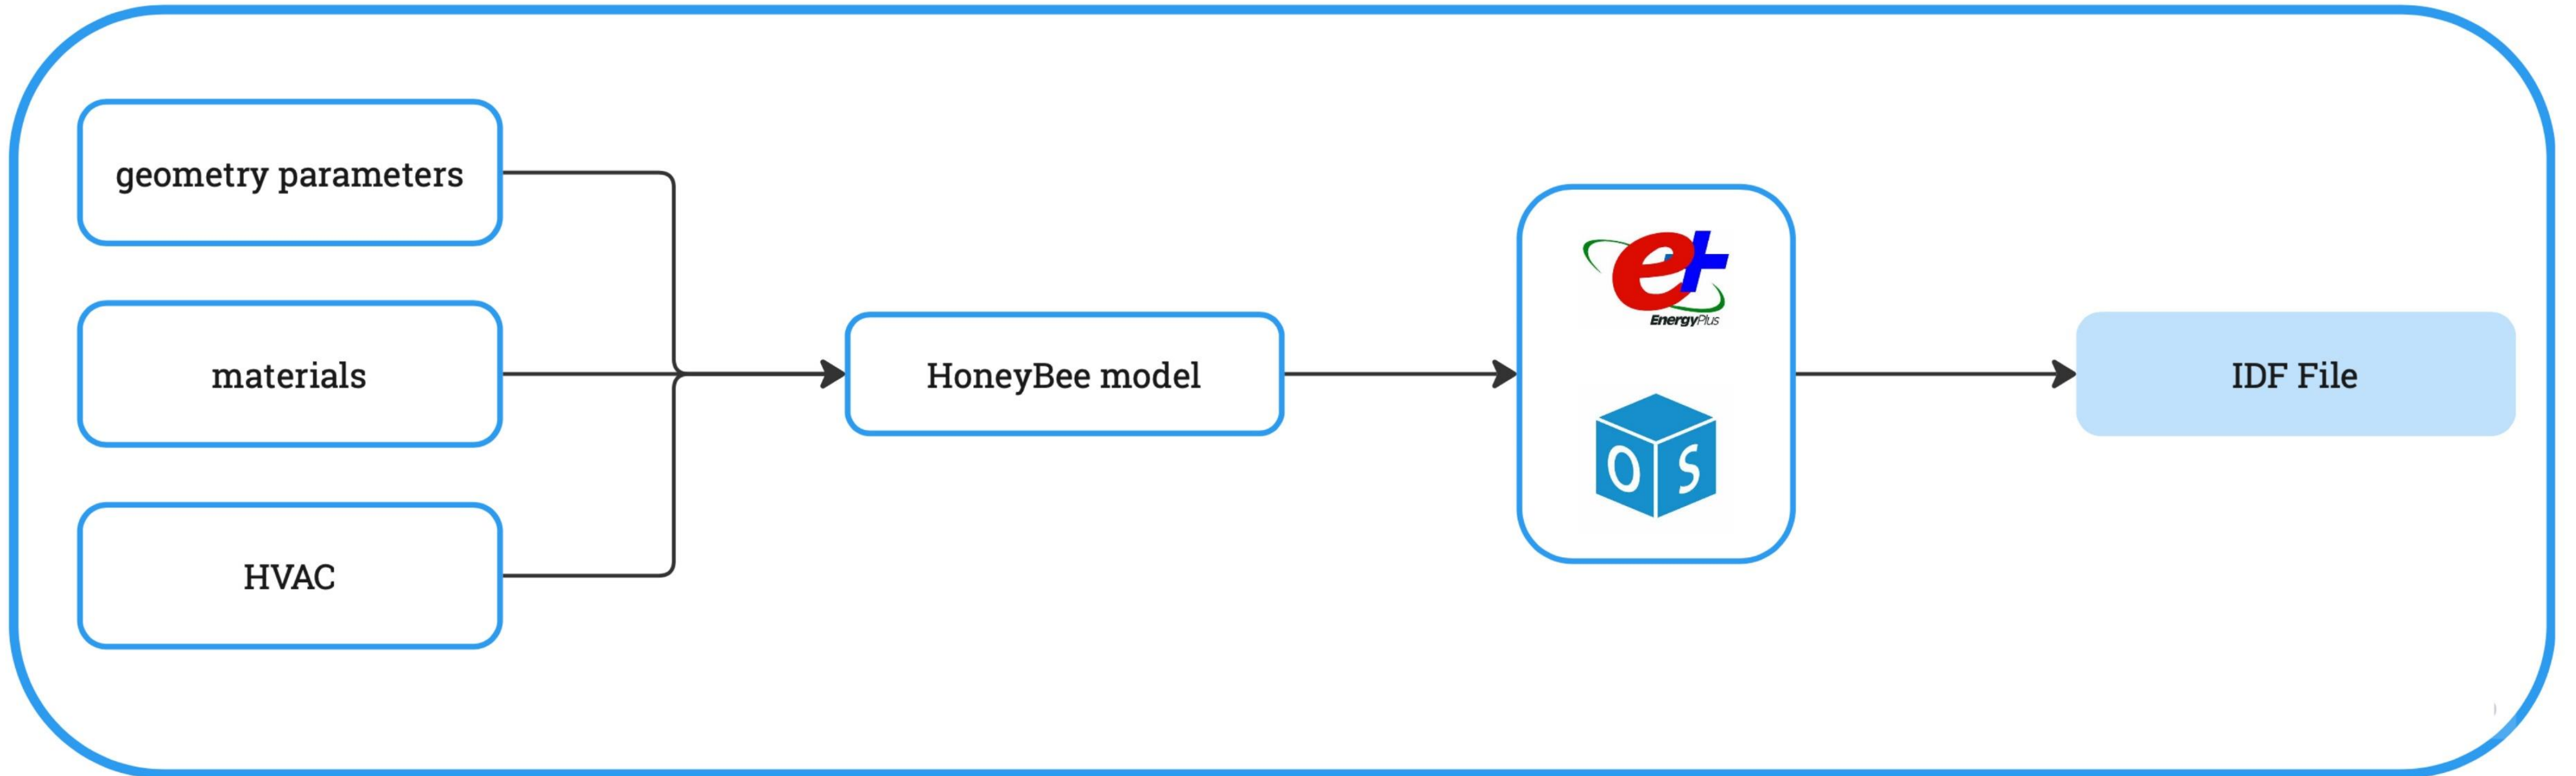 geometry parameters
materials
HVAC
HoneyBee model
e+
EnergyPlus
O S
IDF File